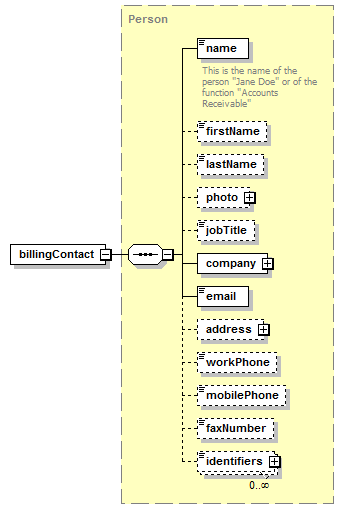 Person
name
This is the name of the
person "Jane Doe" or of the
function "Accounts
Receivable"
firstName
lastName
photo
jobTitle
billingContact
company
email
address
workPhone
mobilePhone
faxNumber
identifiers
0..∞